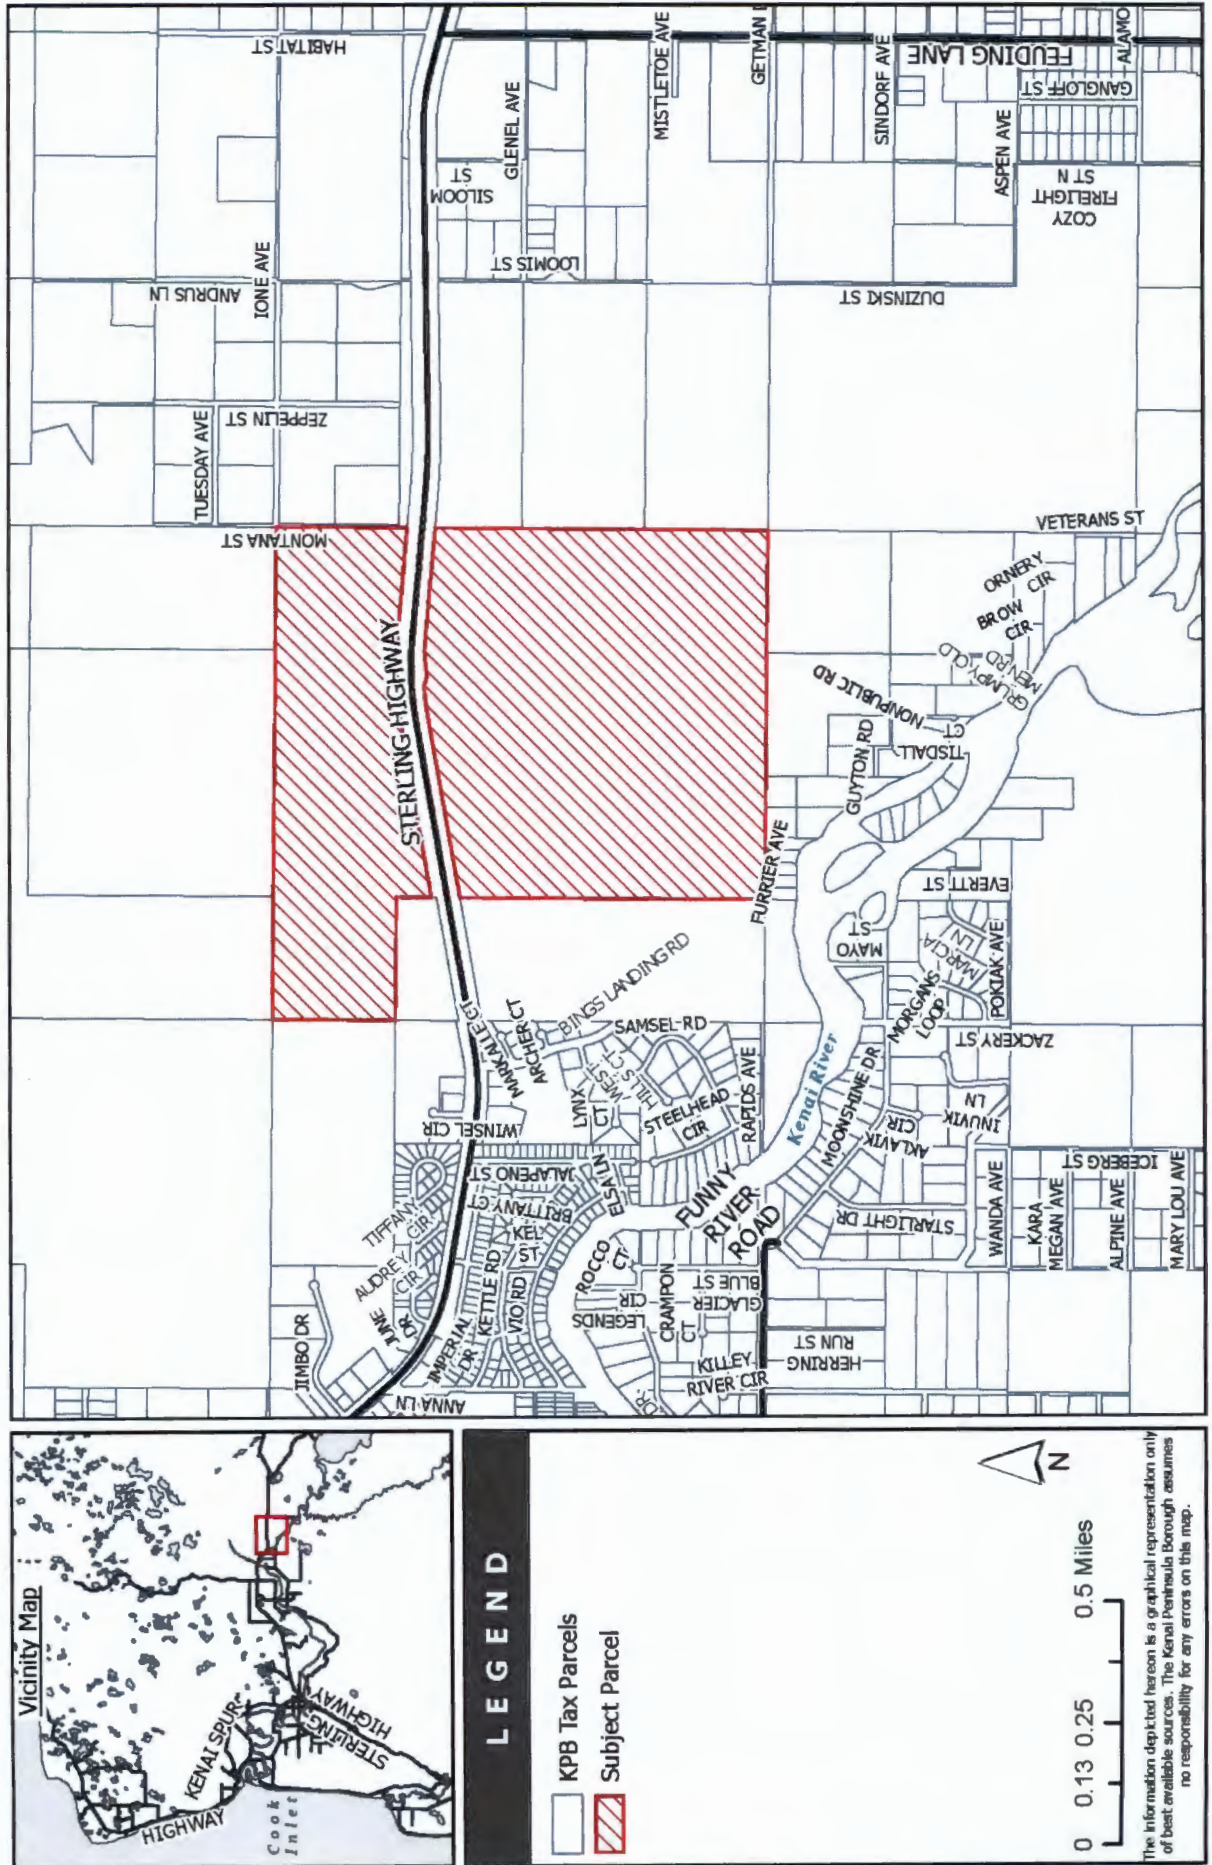 HABITAT ST
MISTLETOE AVE
GETMAN L
SINDORF AVE
FEUDING LANE
ALAMO
GANGLOFF ST
GLENEL AVE
SILOOM
ST
ASPEN AVE
COZY
FIRELIGHT
ST N
IONE AVE
ANDRUS LN
LOOMIS ST
DUZINSKI ST
TUESDAY AVE
ZEPPELIN ST
MONTANA ST
VETERANS ST
ORNERY
CIR
BROW
CIR
GRUMPY OLD
MEN RD
STERLING HIGHWAY
NONPUBLIC RD
TISDALL
CT
GUYTON RD
FURRIER AVE
EVERTT ST
MAYO
ST
MARCIA
LN
POKIAK AVE
BINGS LANDING RD
MORGANS
LOOP
ZACKERY ST
MARKALLE CT
ARCHER CT
SAMSEL RD
LYNX
CT
WEST
HILLS CT
STEELHEAD
CIR
RAPIDS AVE
Kenai River
MOONSHINE DR
INUVIK
LN
AKLAVIK
CIR
WINSEL CIR
JALAPENO ST
ELSA LN
BRITTANY CT
TIFFANY
CIR
AUDREY
CIR
KEL
ST
FUNNY
RIVER
ROAD
STARLIGHT DR
WANDA AVE
ICEBERG ST
KARA
MEGAN AVE
ALPINE AVE
MARY LOU AVE
JIMBO DR
JUNE
DR
KETTLE RD
VIO RD
IMPERIAL
DR
ROCCO
CT
LEGENDS
CIR
CRAMPON
CT
GLACIER
BLUE ST
KILLEY
RIVER CIR
HERRING
RUN ST
ANNA LN
DR
Vicinity Map
KENAI SPUR
HIGHWAY
STERLING
HIGHWAY
Cook
Inlet
LEGEND
KPB Tax Parcels
Subject Parcel
N
0 0.13 0.25 0.5 Miles
The information depicted hereon is a graphical representation only
of best available sources. The Kenai Peninsula Borough assumes
no responsibility for any errors on this map.